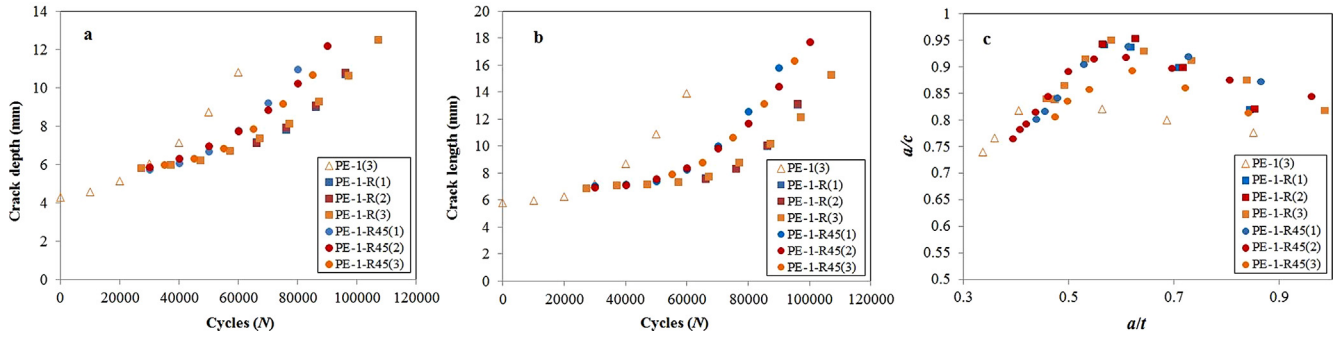 a
Crack depth (mm)
14
12
10
8
6
4
2
0
0 20000 40000 60000 80000 100000 120000
Cycles (N)
PE-1(3)
PE-1-R(1)
PE-1-R(2)
PE-1-R(3)
PE-1-R45(1)
PE-1-R45(2)
PE-1-R45(3)
b
Crack length (mm)
20
18
16
14
12
10
8
6
4
2
0
0 20000 40000 60000 80000 100000
Cycles (N)
PE-1(3)
PE-1-R(1)
PE-1-R(2)
PE-1-R(3)
PE-1-R45(1)
PE-1-R45(2)
PE-1-R45(3)
c
a/c
1
0.95
0.9
0.85
0.8
0.75
0.7
0.65
0.6
0.55
0.5
0.3 0.5 0.7 0.9
a/t
PE-1(3)
PE-1-R(1)
PE-1-R(2)
PE-1-R(3)
PE-1-R45(1)
PE-1-R45(2)
PE-1-R45(3)